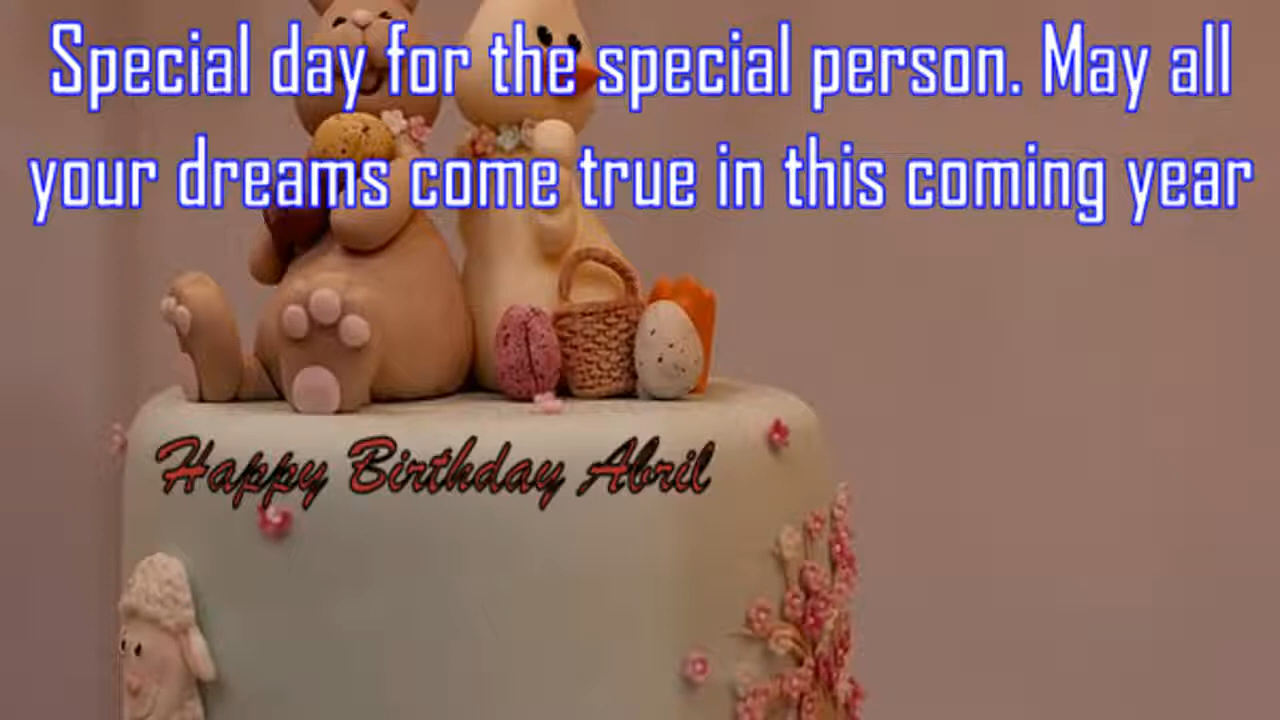 Special day for the special person. May all
your dreams come true in this coming year
Happy Birthday Abril